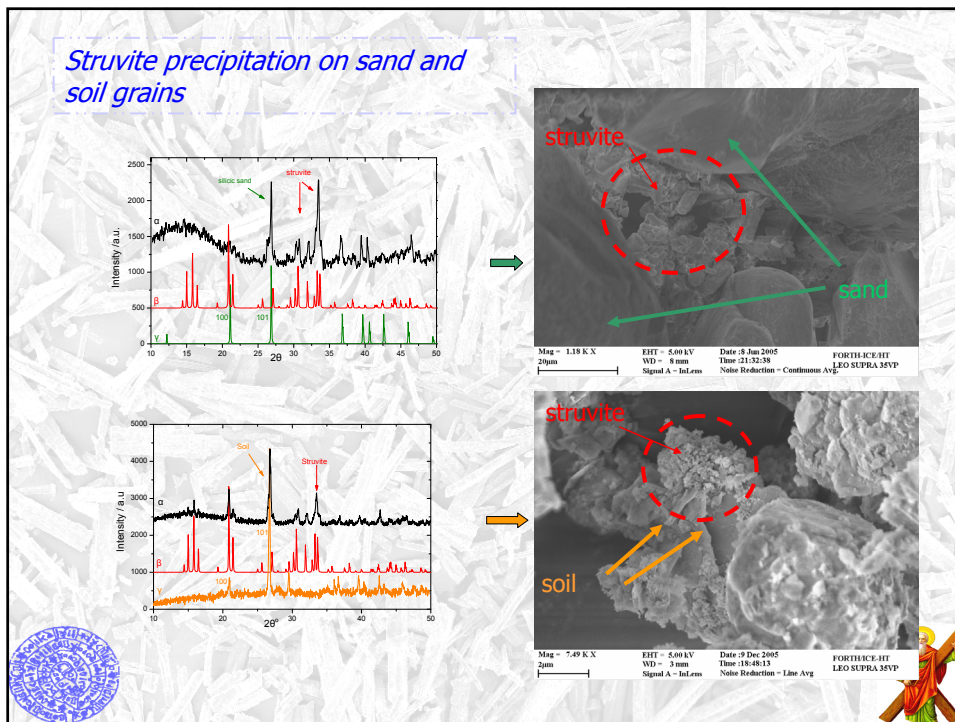 Struvite precipitation on sand and
soil grains
2500
2000
1500
1000
500
0
Intensity /a.u.
silicic sand
struvite
α
β
γ
100
101
10 15 20 25 30 35 40 45 50
2θ
struvite
sand
Mag = 1.18 K X
20µm
EHT = 5.00 kV
WD = 8 mm
Signal A = InLens
Date :8 Jun 2005
Time :21:32:38
Noise Reduction = Continuous Avg.
FORTH-ICE/HT
LEO SUPRA 35VP
5000
4000
3000
2000
1000
0
Intensity / a.u
Soil
Struvite
α
β
γ
101
100
10 20 30 40 50
2θ°
struvite
soil
Mag = 7.49 K X
2µm
EHT = 5.00 kV
WD = 3 mm
Signal A = InLens
Date :9 Dec 2005
Time :18:48:13
Noise Reduction = Line Avg
FORTH/ICE-HT
LEO SUPRA 35VP